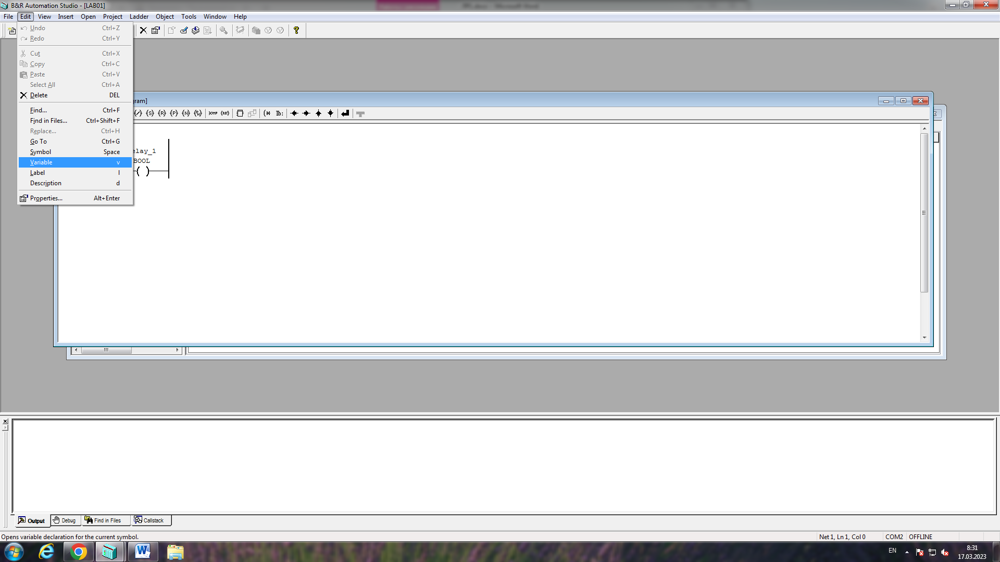 B&R Automation Studio - [LAB01]
File Edit View Insert Open Project Ladder Object Tools Window Help
Undo Ctrl+Z
Redo Ctrl+Y
Cut Ctrl+X
Copy Ctrl+C
Paste Ctrl+V
Select All Ctrl+A
Delete DEL
Find... Ctrl+F
Find in Files... Ctrl+Shift+F
Replace... Ctrl+H
Go To Ctrl+G
Symbol Space
Variable v
Label l
Description d
Properties... Alt+Enter
gram]
(/) (S) (R) (P) (N)
lb:
elay_1
BOOL
Output Debug Find in Files Callstack
Opens variable declaration for the current symbol.
Net 1, Ln 1, Col 0 COM2 OFFLINE
EN
8:31
17.03.2023